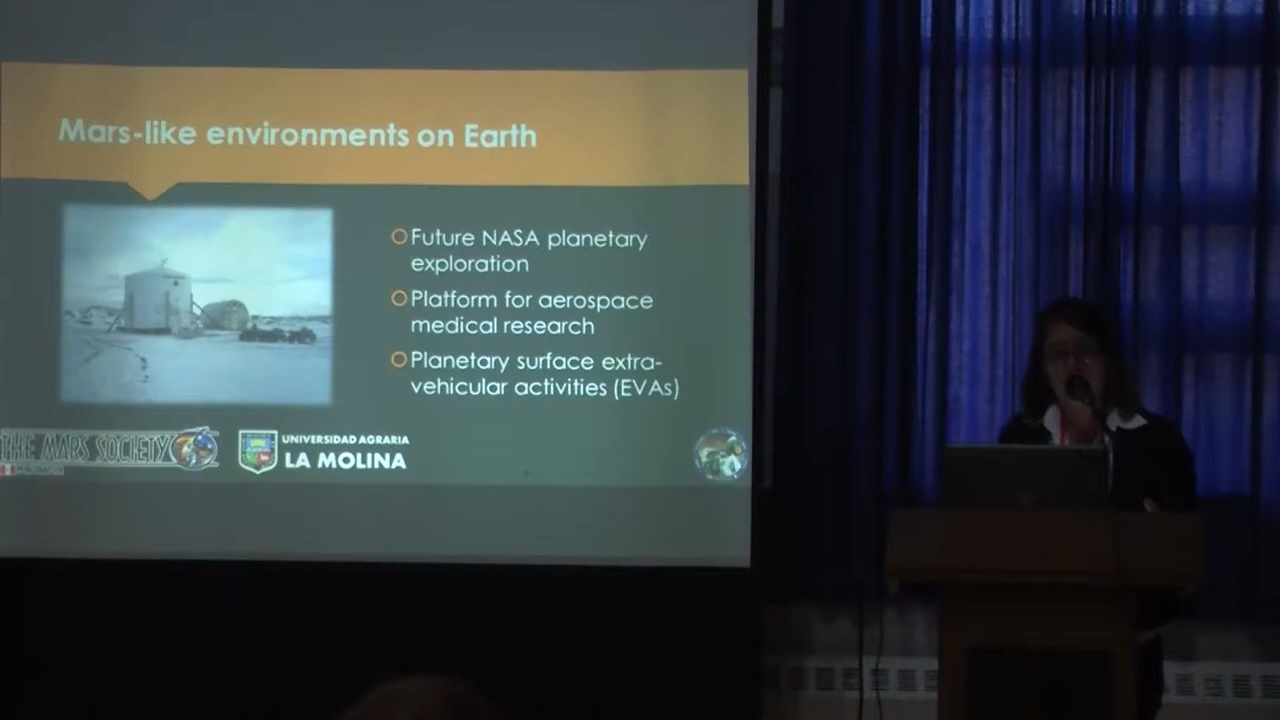 Mars-like environments on Earth
Future NASA planetary
exploration
Platform for aerospace
medical research
Planetary surface extra-
vehicular activities (EVAs)
THE MARS SOCIETY
UNIVERSIDAD AGRARIA
LA MOLINA